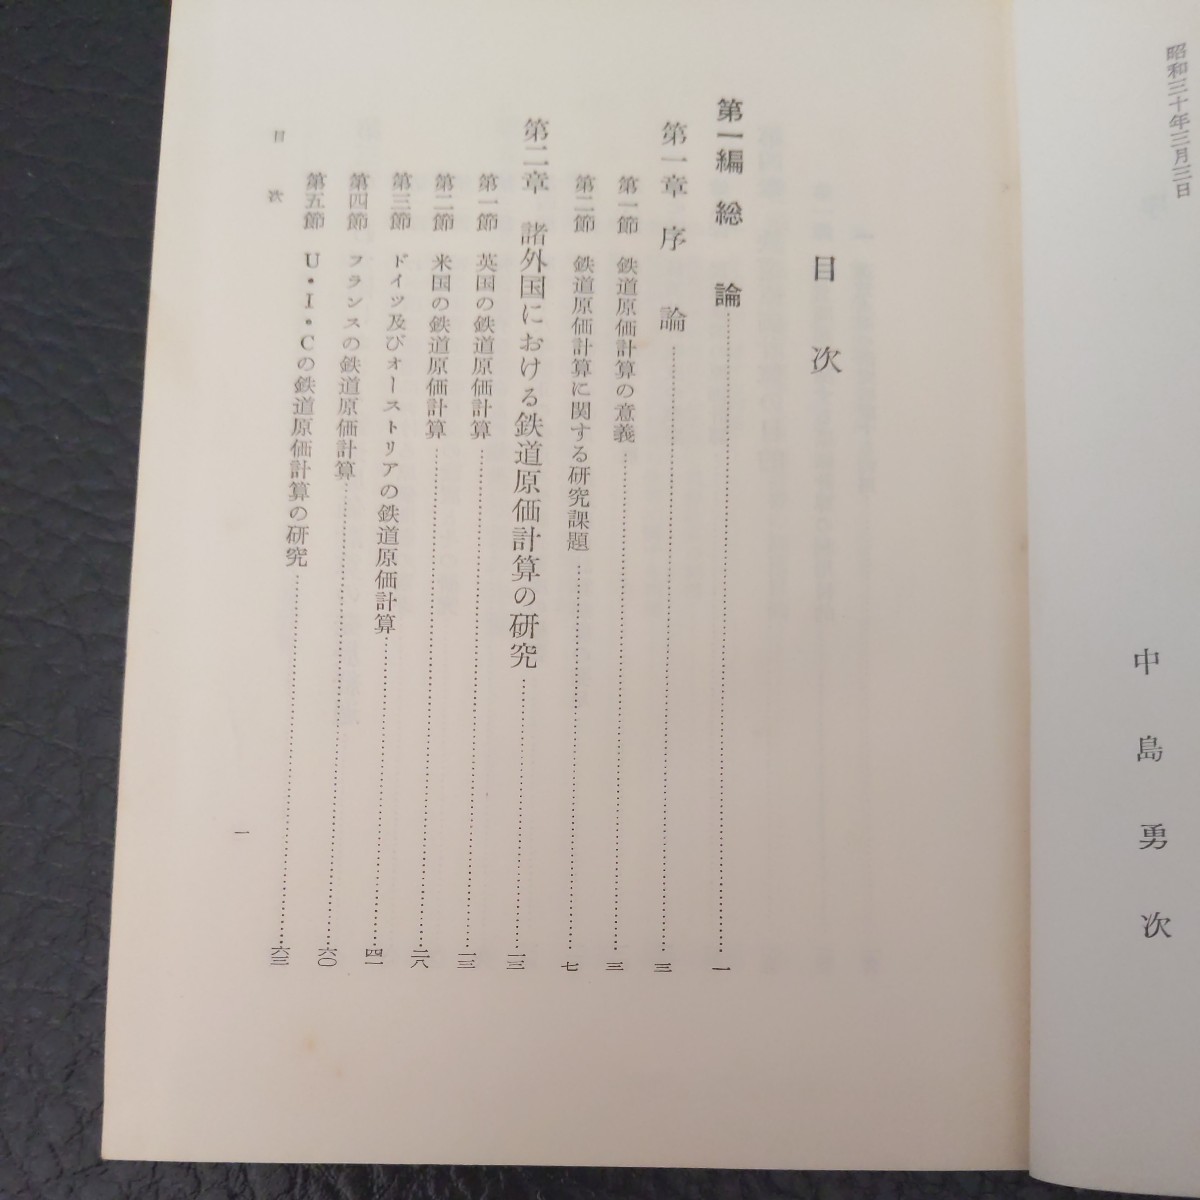 昭和三十年三月三日
中島勇次
目次
第一編 総論……一
第一章 序論……三
第一節 鉄道原価計算の意義……三
第二節 鉄道原価計算に関する研究課題……七
第二章 諸外国における鉄道原価計算の研究……一三
第一節 英国の鉄道原価計算……一三
第二節 米国の鉄道原価計算……二八
第三節 ドイツ及びオーストリアの鉄道原価計算……四一
第四節 フランスの鉄道原価計算……六〇
第五節 U・I・Cの鉄道原価計算の研究……六三
目次
一